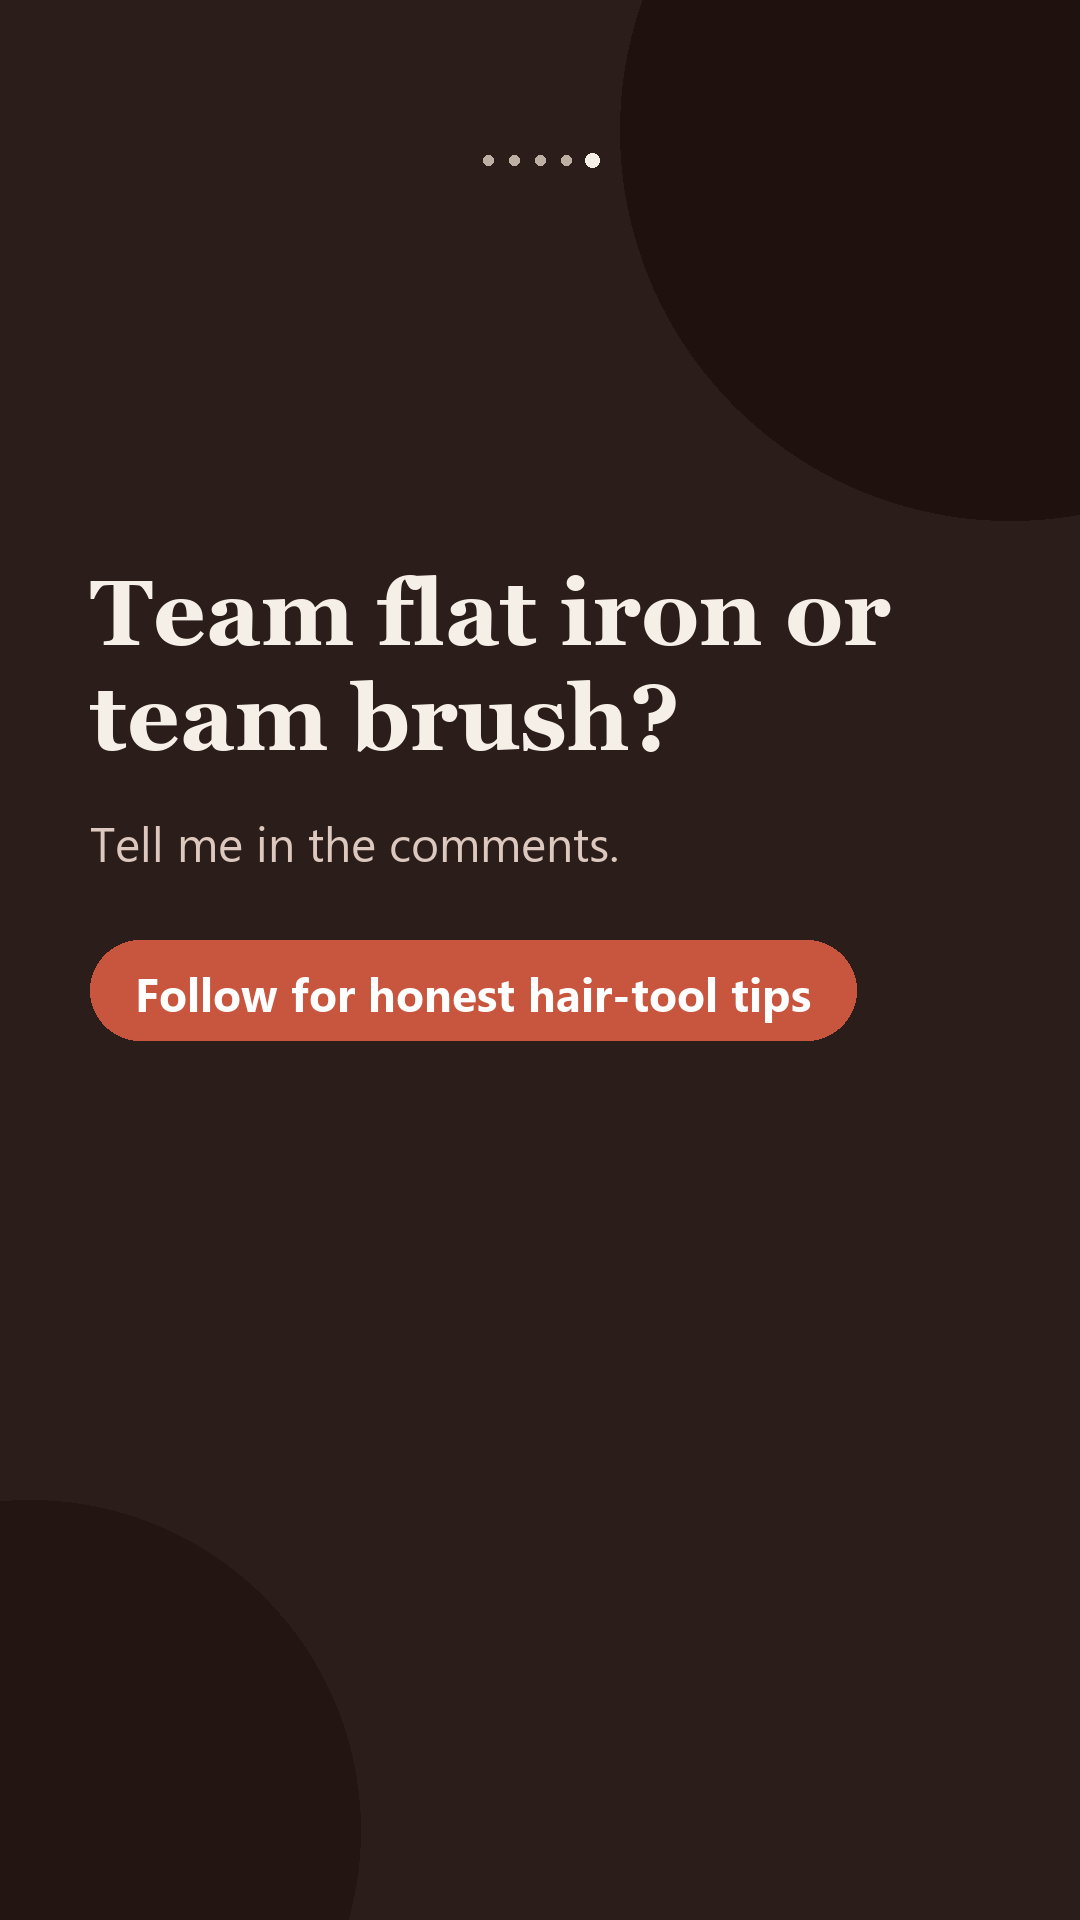 Team flat iron or
team brush?
Tell me in the comments.
Follow for honest hair-tool tips